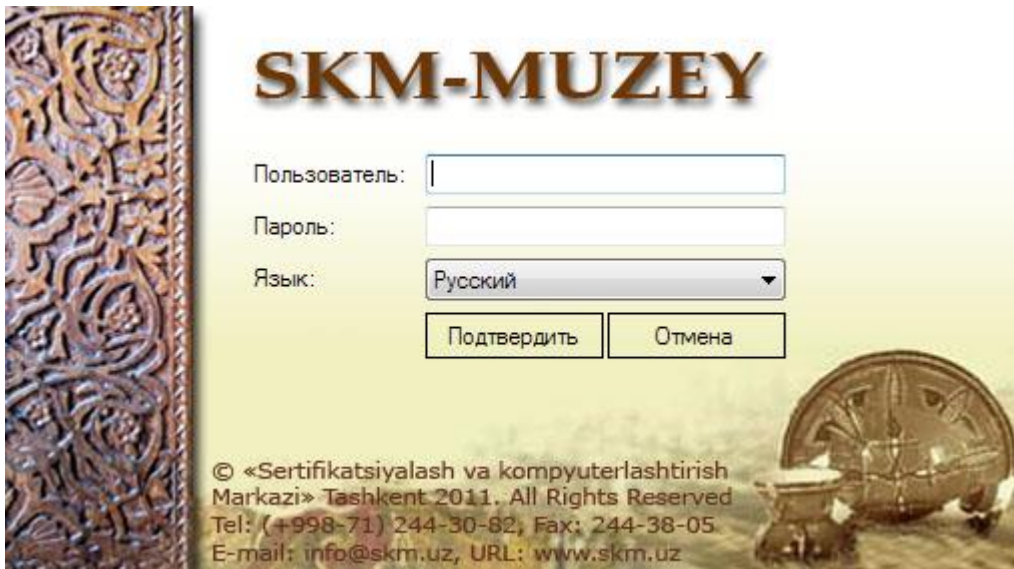 SKM-MUZEY
Пользователь:
Пароль:
Язык: Русский
Подтвердить Отмена
© «Sertifikatsiyalash va kompyuterlashtirish
Markazi» Tashkent 2011. All Rights Reserved
Tel: (+998-71) 244-30-82, Fax: 244-38-05
E-mail: info@skm.uz, URL: www.skm.uz